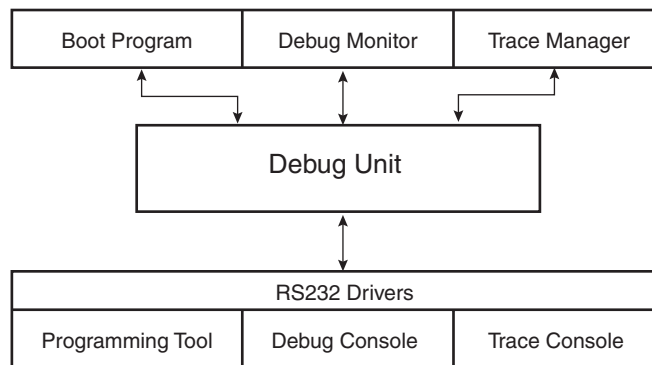 Boot Program
Debug Monitor
Trace Manager
Debug Unit
RS232 Drivers
Programming Tool
Debug Console
Trace Console